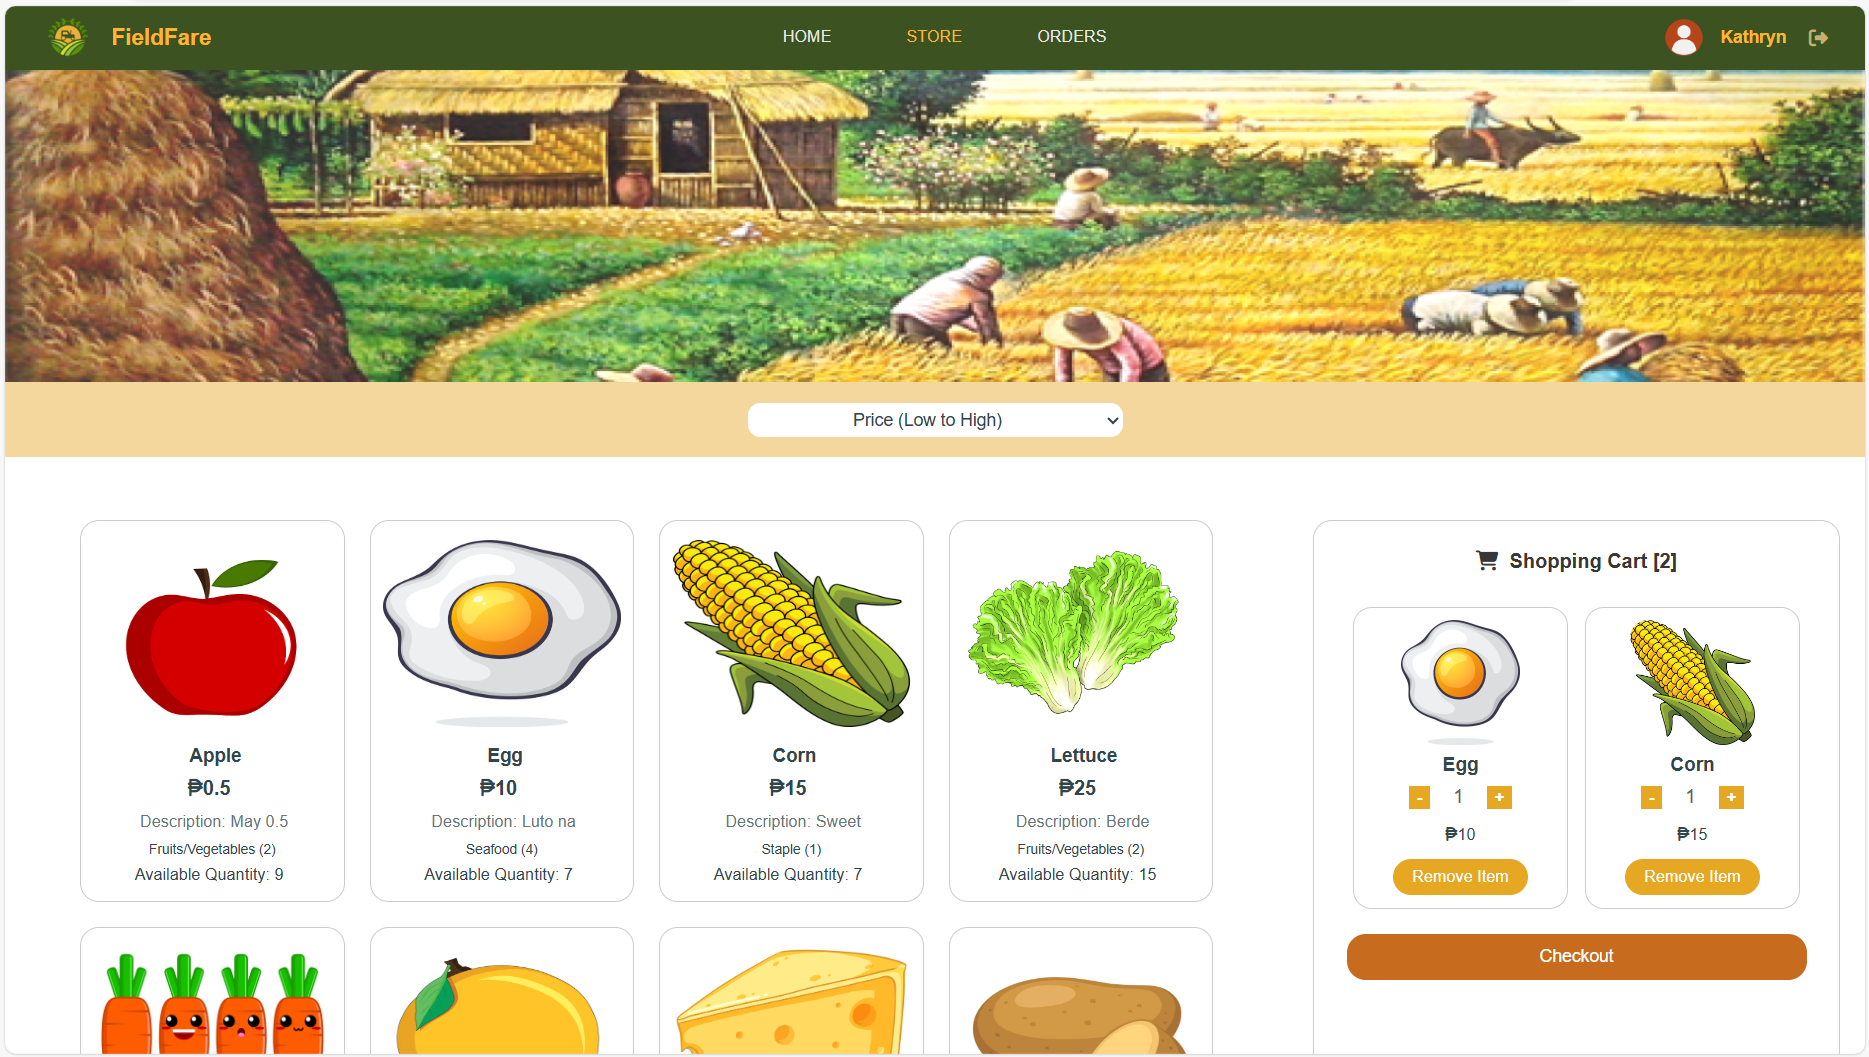 FieldFare
HOME
STORE
ORDERS
Kathryn
Price (Low to High)
Apple
₱0.5
Description: May 0.5
Fruits/Vegetables (2)
Available Quantity: 9
Egg
₱10
Description: Luto na
Seafood (4)
Available Quantity: 7
Corn
₱15
Description: Sweet
Staple (1)
Available Quantity: 7
Lettuce
₱25
Description: Berde
Fruits/Vegetables (2)
Available Quantity: 15
Shopping Cart [2]
Egg
- 1 +
₱10
Remove Item
Corn
- 1 +
₱15
Remove Item
Checkout